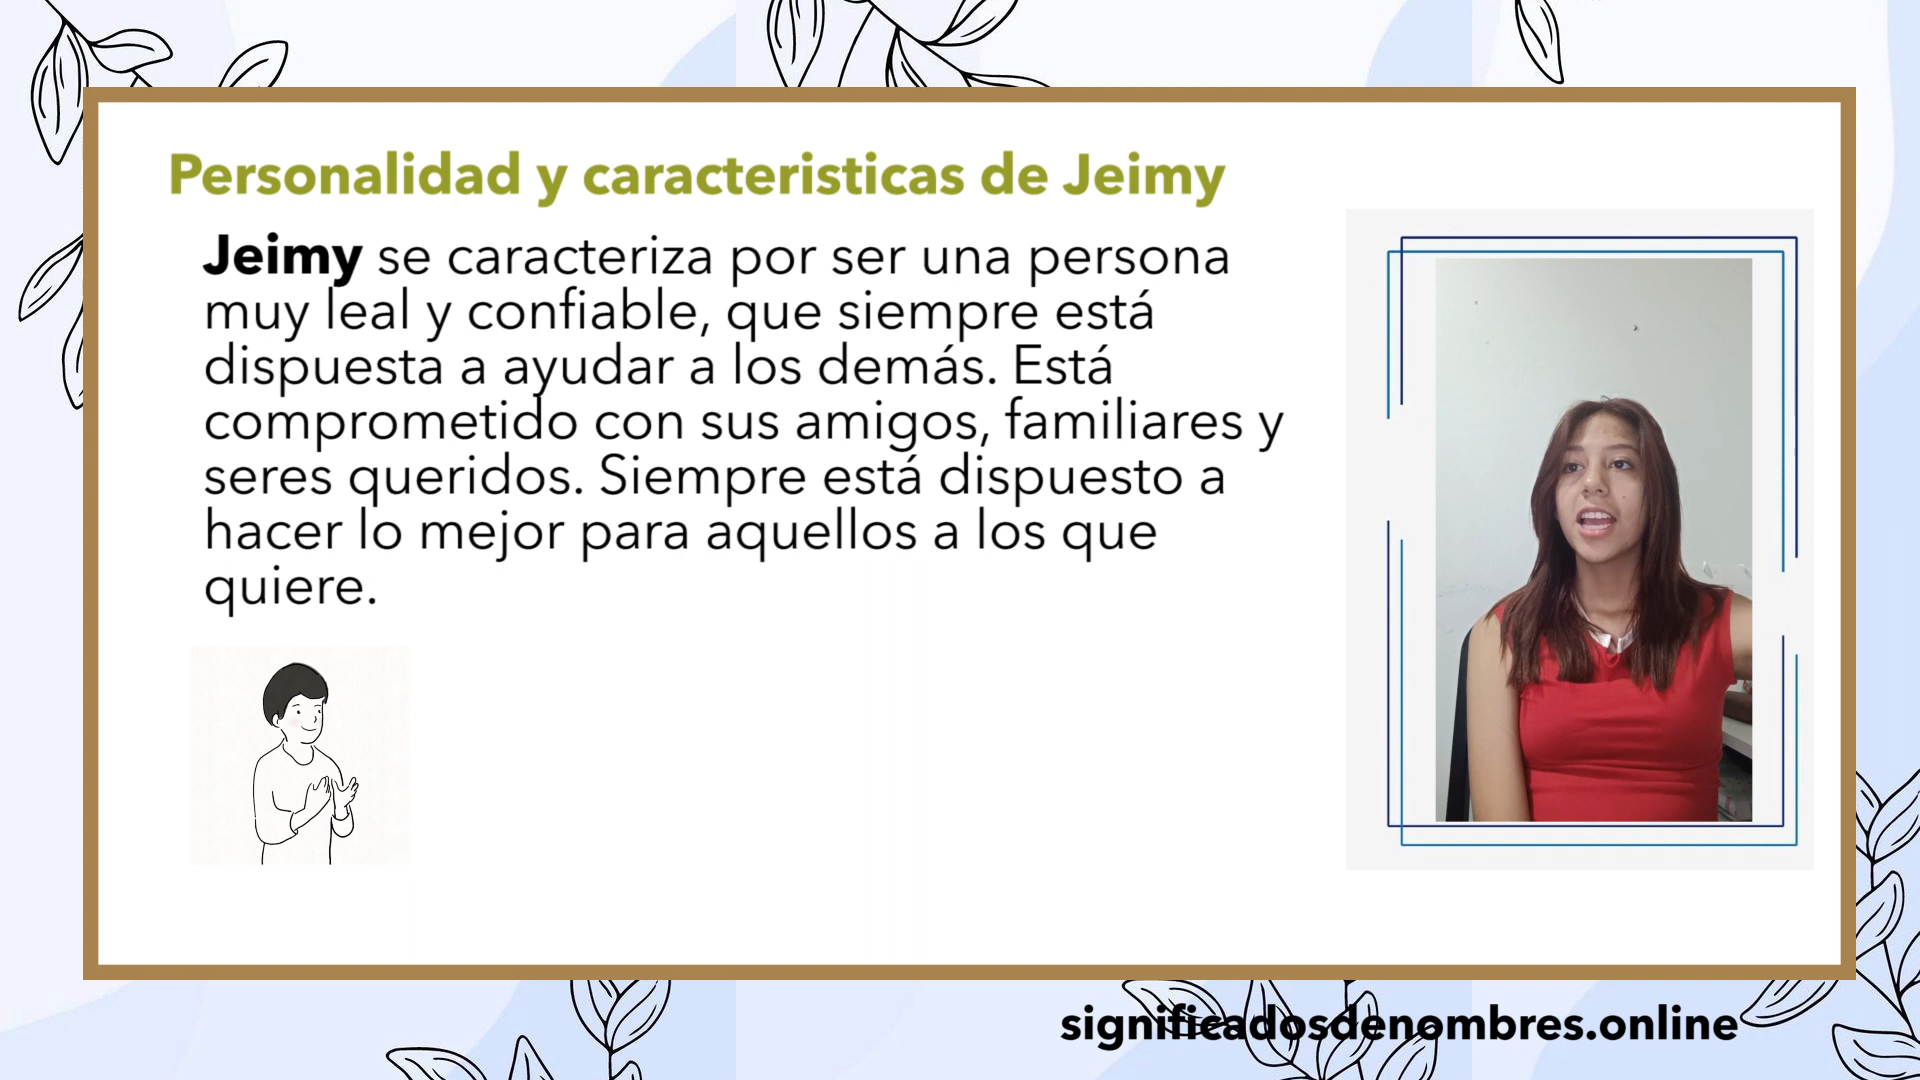 Personalidad y caracteristicas de Jeimy
Jeimy se caracteriza por ser una persona
muy leal y confiable, que siempre está
dispuesta a ayudar a los demás. Está
comprometido con sus amigos, familiares y
seres queridos. Siempre está dispuesto a
hacer lo mejor para aquellos a los que
quiere.
significadosdenombres.online